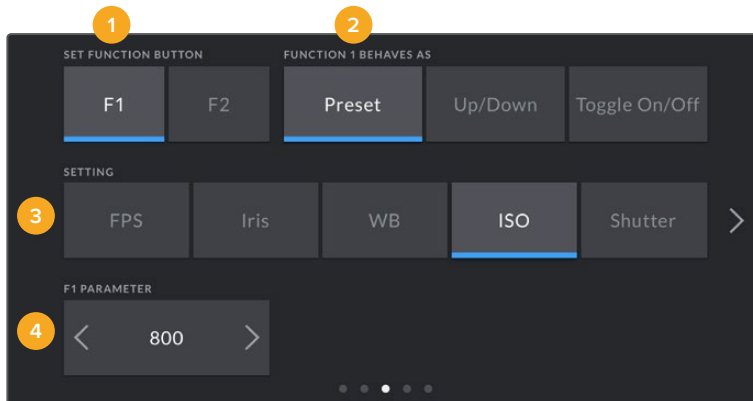 1 2
SET FUNCTION BUTTON FUNCTION 1 BEHAVES AS
F1 F2 Preset Up/Down Toggle On/Off
SETTING
3 FPS Iris WB ISO Shutter
F1 PARAMETER
4 800